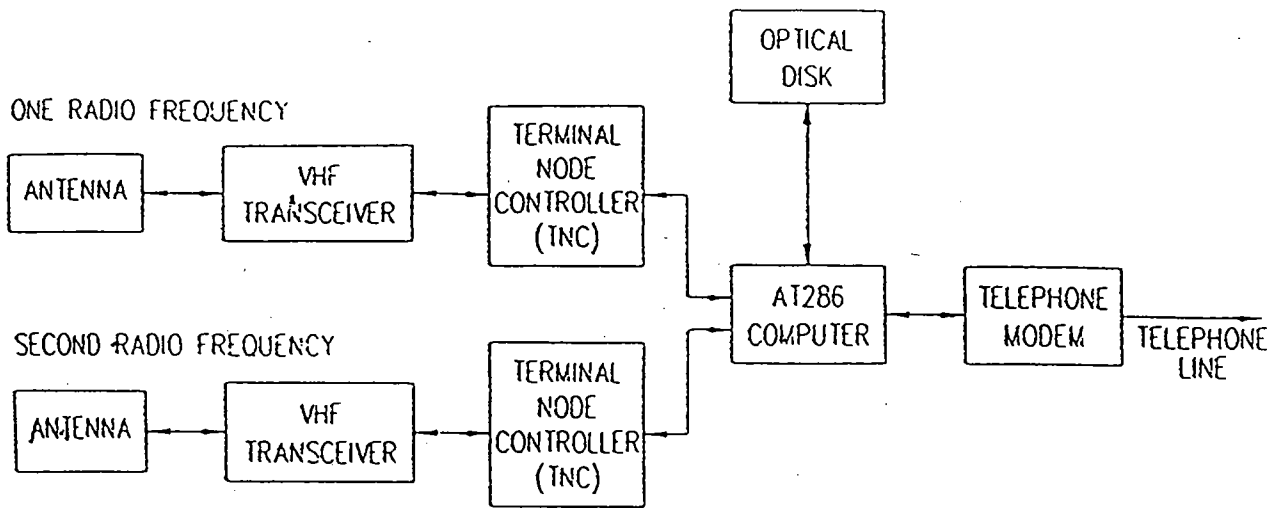 OPTICAL
DISK
ONE RADIO FREQUENCY
ANTENNA
VHF
TRANSCEIVER
TERMINAL
NODE
CONTROLLER
(TNC)
AT286
COMPUTER
TELEPHONE
MODEM
TELEPHONE
LINE
SECOND RADIO FREQUENCY
ANTENNA
VHF
TRANSCEIVER
TERMINAL
NODE
CONTROLLER
(TNC)